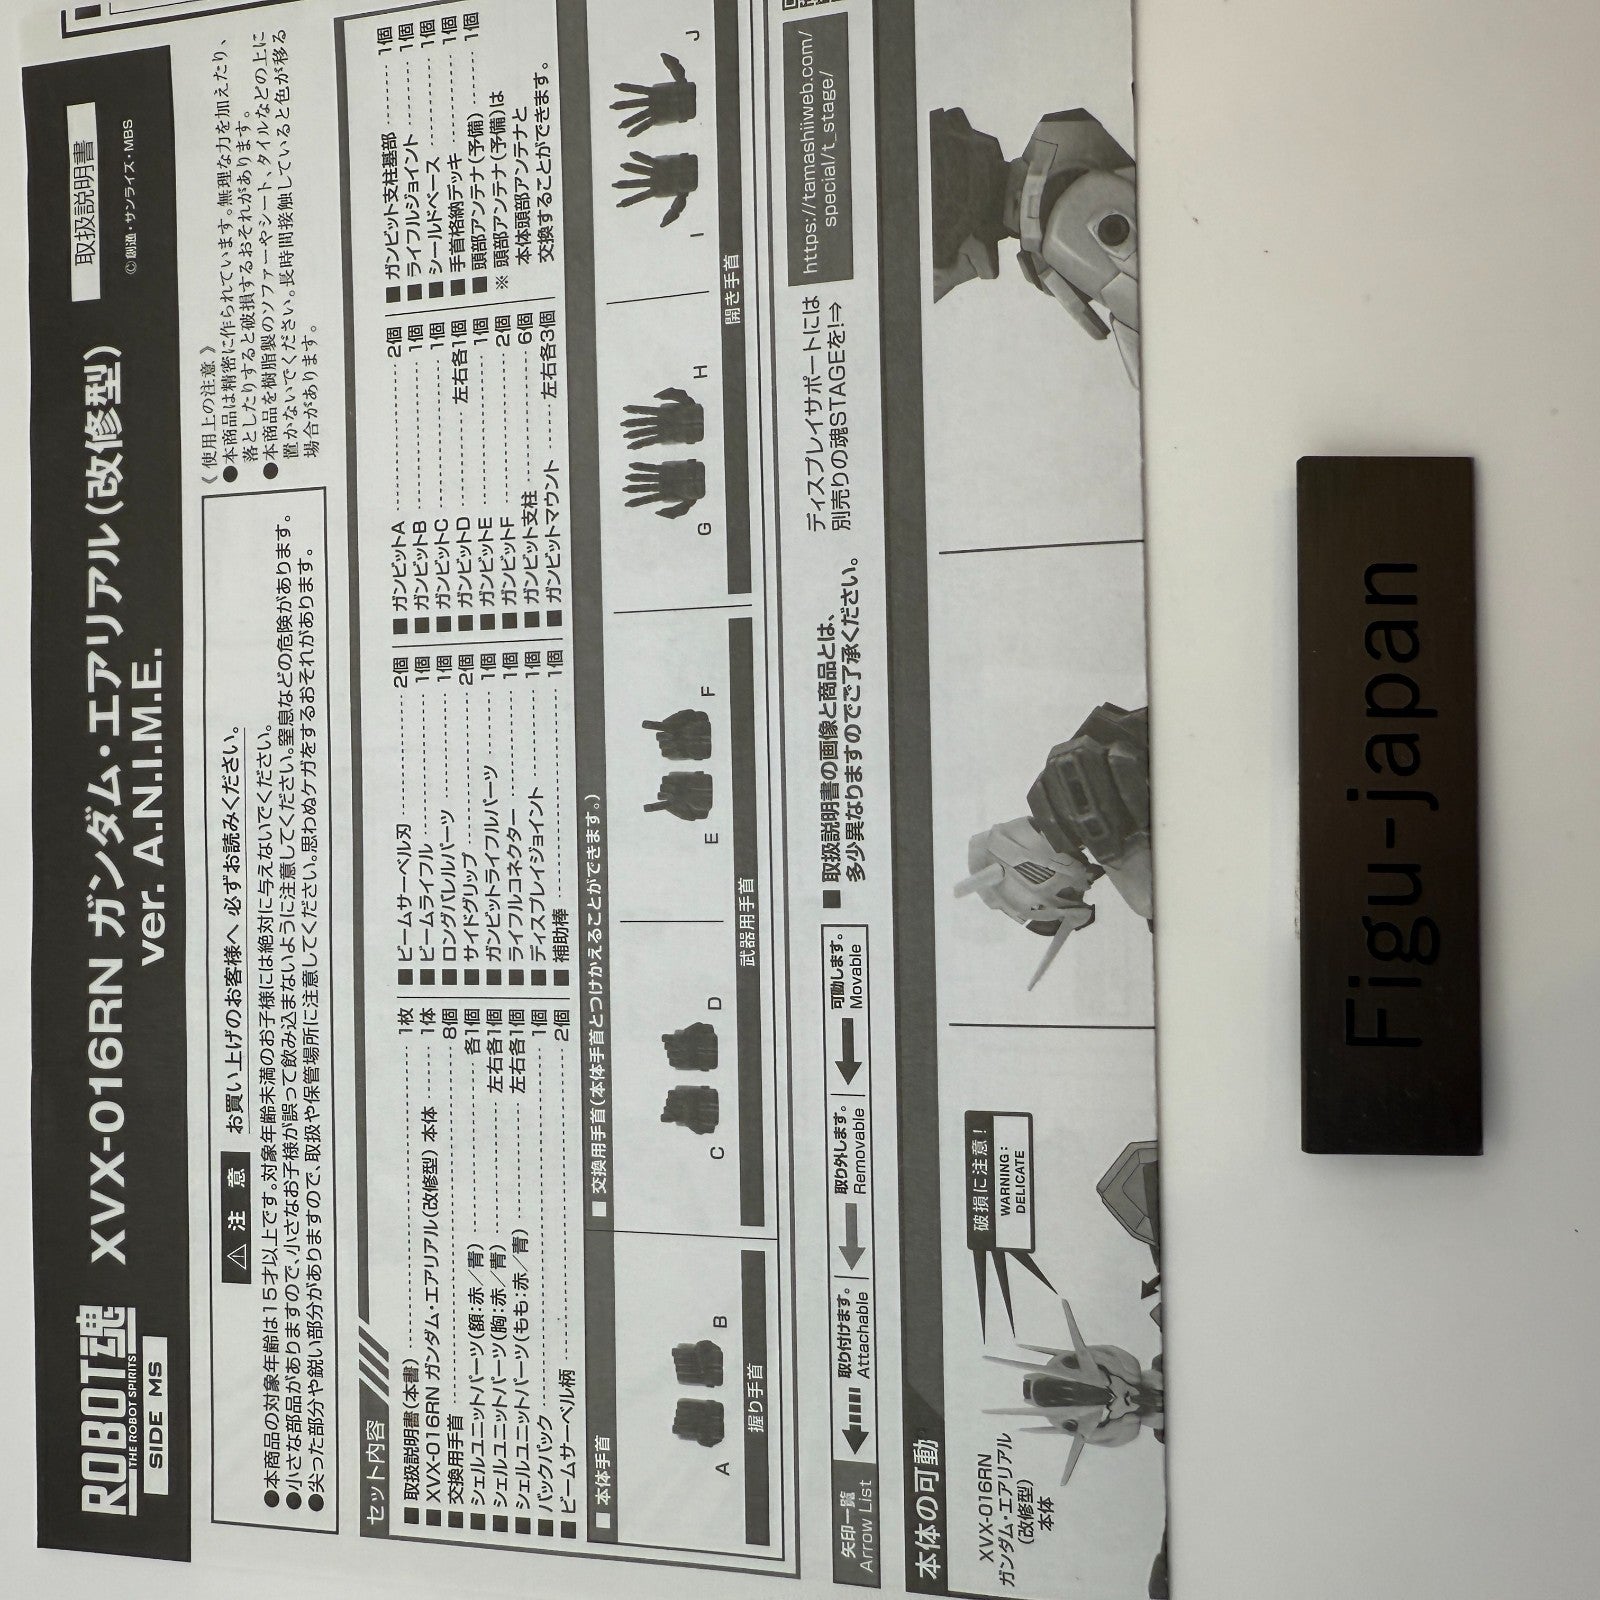 ROBOT魂
THE ROBOT SPIRITS
SIDE MS
XVX-016RN ガンダム・エアリアル(改修型)
ver. A.N.I.M.E.
取扱説明書
©創通・サンライズ・MBS
⚠ 注 意 お買い上げのお客様へ 必ずお読みください。
●本商品の対象年齢は15才以上です。対象年齢未満のお子様には絶対に与えないでください。
●小さな部品がありますので、小さなお子様が誤って飲み込まないように注意してください。窒息などの危険があります。
●尖った部分や鋭い部分がありますので、取扱や保管場所に注意してください。思わぬケガをするおそれがあります。
《使用上の注意》
●本商品は精密に作られています。無理な力を加えたり、
落としたりすると破損するおそれがあります。
●本商品を樹脂製のソファーやシート、タイルなどの上に
置かないでください。長時間接触していると色が移る
場合があります。
セット内容
■取扱説明書(本書) 1枚
■XVX-016RN ガンダム・エアリアル(改修型) 本体 1体
■交換用手首 8個
■シェルユニットパーツ(額:赤/青) 各1個
■シェルユニットパーツ(胸:赤/青) 左右各1個
■シェルユニットパーツ(もも:赤/青) 左右各1個
■バックパック 1個
■ビームサーベル柄 2個
■ビームサーベル刃 2個
■ビームライフル 1個
■ロングバレルパーツ 1個
■サイドグリップ 2個
■ガンビットライフルパーツ 1個
■ライフルコネクター 1個
■ディスプレイジョイント 1個
■補助棒 1個
■ガンビットA 2個
■ガンビットB 1個
■ガンビットC 1個
■ガンビットD 左右各1個
■ガンビットE 1個
■ガンビットF 2個
■ガンビット支柱 6個
■ガンビットマウント 左右各3個
■ガンビット支柱基部 1個
■ライフルジョイント 1個
■シールドベース 1個
■手首格納デッキ 1個
■頭部アンテナ(予備) 1個
※頭部アンテナ(予備)は
本体頭部アンテナと
交換することができます。
■本体手首
■交換用手首(本体手首とつけかえることができます。)
A
B
C
D
E
F
G
H
I
J
握り手首
武器用手首
開き手首
矢印一覧
Arrow List
取り付けます。
Attachable
取り外します。
Removable
可動します。
Movable
■取扱説明書の画像と商品とは、
多少異なりますのでご了承ください。
ディスプレイサポートには
別売りの魂STAGEを!⇒
https://tamashiiweb.com/
special/t_stage/
本体の可動
XVX-016RN
ガンダム・エアリアル
(改修型)
本体
破損に注意!
WARNING:
DELICATE
Figu-japan